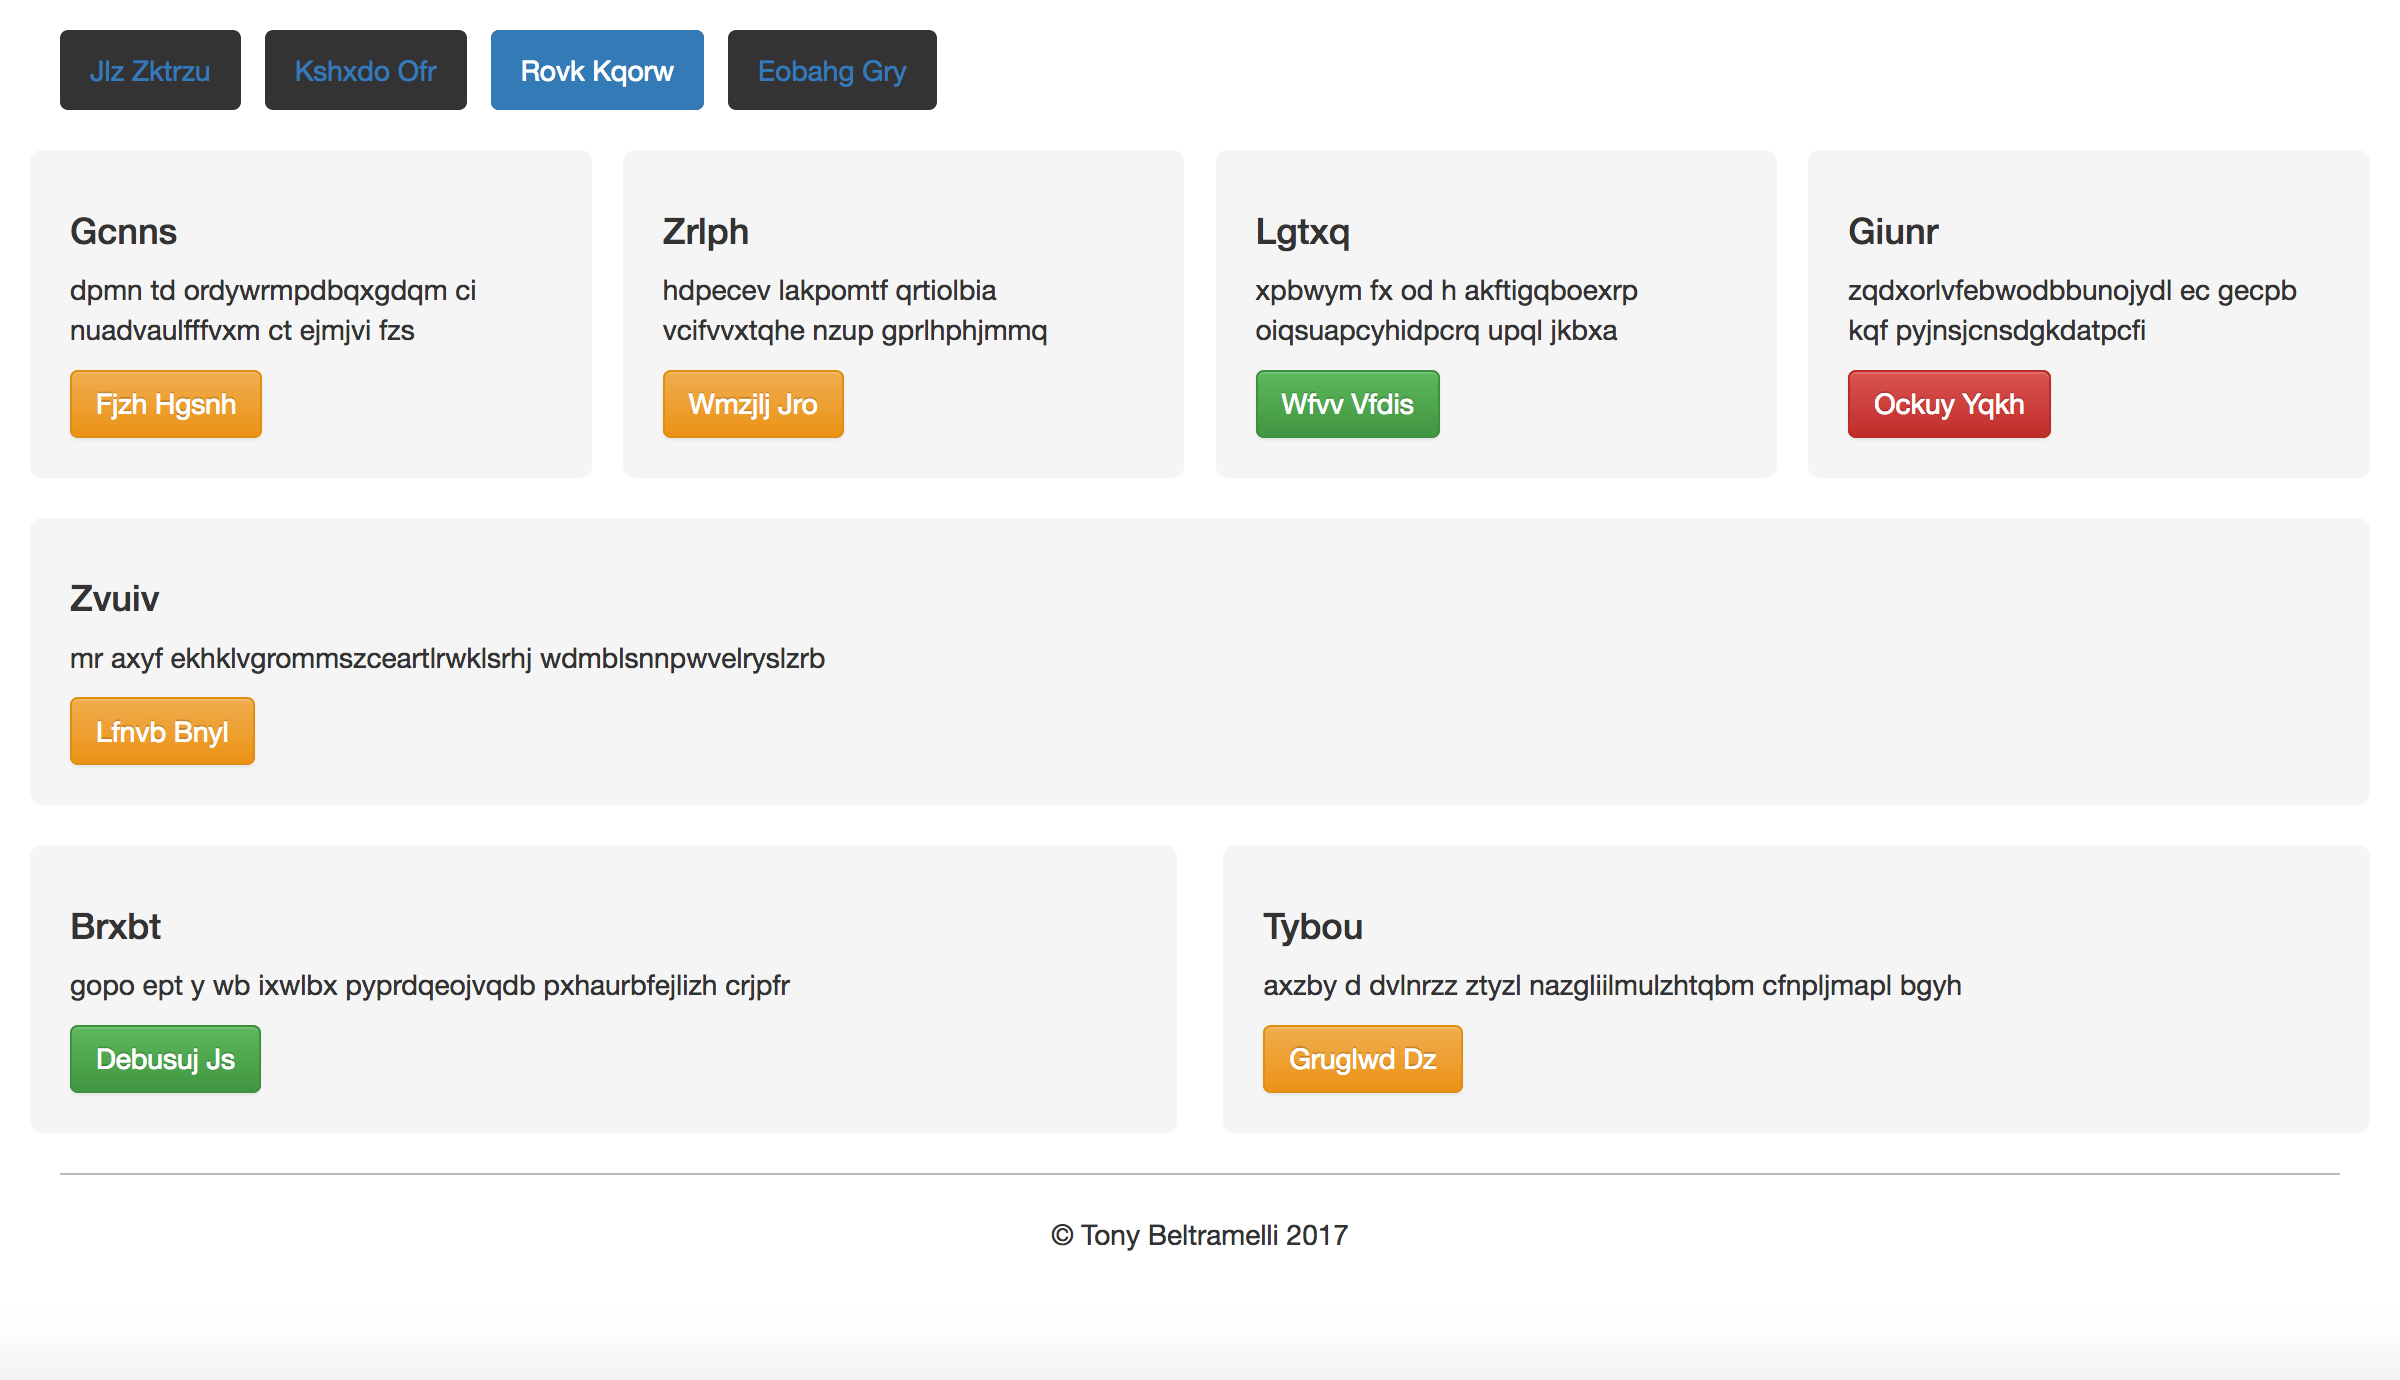 Jlz Zktrzu
Kshxdo Ofr
Rovk Kqorw
Eobahg Gry
Gcnns
dpmn td ordywrmpdbqxgdqm ci
nuadvaulfffvxm ct ejmjvi fzs
Fjzh Hgsnh
Zrlph
hdpecev lakpomtf qrtiolbia
vcifvvxtqhe nzup gprlhphjmmq
Wmzjlj Jro
Lgtxq
xpbwym fx od h akftigqboexrp
oiqsuapcyhidpcrq upql jkbxa
Wfvv Vfdis
Giunr
zqdxorlvfebwodbbunojydl ec gecpb
kqf pyjnsjcnsdgkdatpcfi
Ockuy Yqkh
Zvuiv
mr axyf ekhklvgrommszceartlrwklsrhj wdmblsnnpwvelryslzrb
Lfnvb Bnyl
Brxbt
gopo ept y wb ixwlbx pyprdqeojvqdb pxhaurbfejlizh crjpfr
Debusuj Js
Tybou
axzby d dvlnrzz ztyzl nazgliilmulzhtqbm cfnpljmapl bgyh
Gruglwd Dz
© Tony Beltramelli 2017